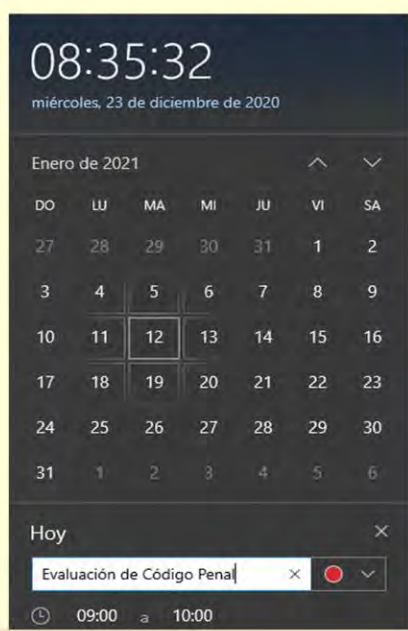 08:35:32
miércoles, 23 de diciembre de 2020
Enero de 2021
DO LU MA MI JU VI SA
27 28 29 30 31 1 2
3 4 5 6 7 8 9
10 11 12 13 14 15 16
17 18 19 20 21 22 23
24 25 26 27 28 29 30
31 1 2 3 4 5 6
Hoy
Evaluación de Código Penal
09:00 a 10:00